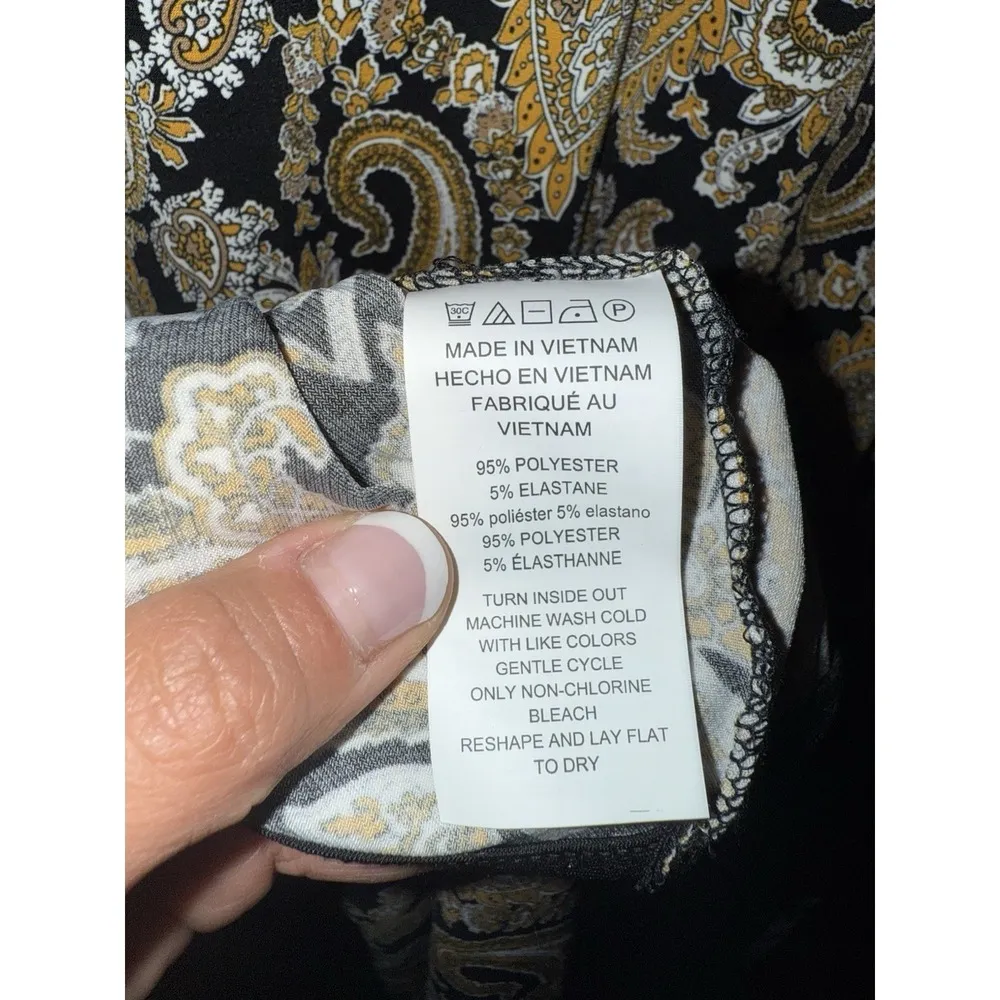 30C P
MADE IN VIETNAM
HECHO EN VIETNAM
FABRIQUÉ AU
VIETNAM
95% POLYESTER
5% ELASTANE
95% poliéster 5% elastano
95% POLYESTER
5% ÉLASTHANNE
TURN INSIDE OUT
MACHINE WASH COLD
WITH LIKE COLORS
GENTLE CYCLE
ONLY NON-CHLORINE
BLEACH
RESHAPE AND LAY FLAT
TO DRY